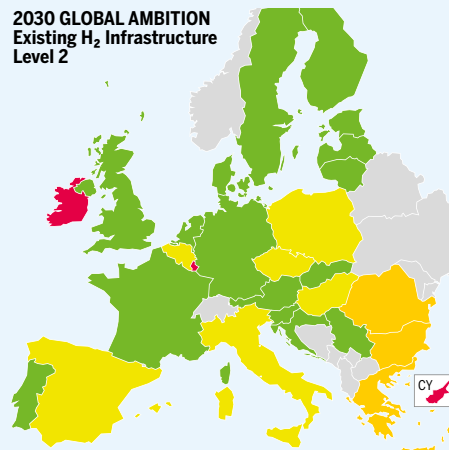 2030 GLOBAL AMBITION
Existing H₂ Infrastructure
Level 2
CY